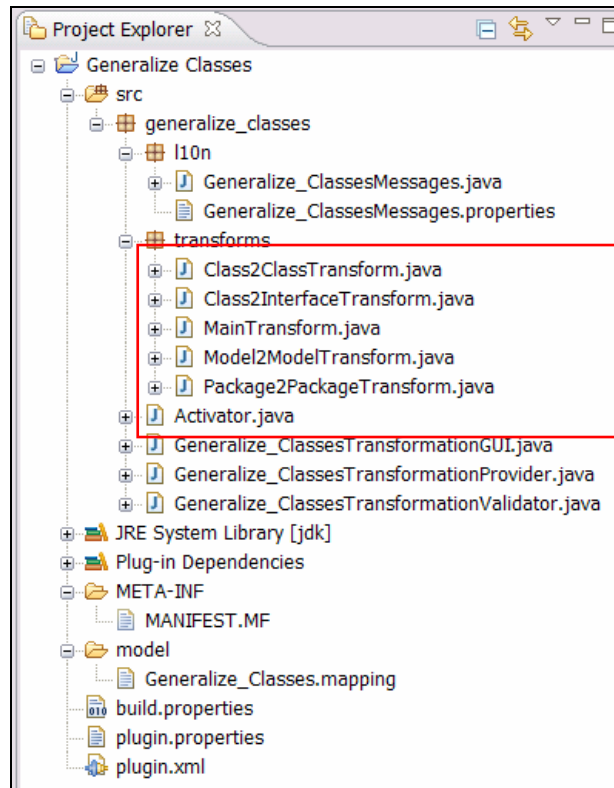 Project Explorer
Generalize Classes
src
generalize_classes
l10n
Generalize_ClassesMessages.java
Generalize_ClassesMessages.properties
transforms
Class2ClassTransform.java
Class2InterfaceTransform.java
MainTransform.java
Model2ModelTransform.java
Package2PackageTransform.java
Activator.java
Generalize_ClassesTransformationGUI.java
Generalize_ClassesTransformationProvider.java
Generalize_ClassesTransformationValidator.java
JRE System Library [jdk]
Plug-in Dependencies
META-INF
MANIFEST.MF
model
Generalize_Classes.mapping
build.properties
plugin.properties
plugin.xml